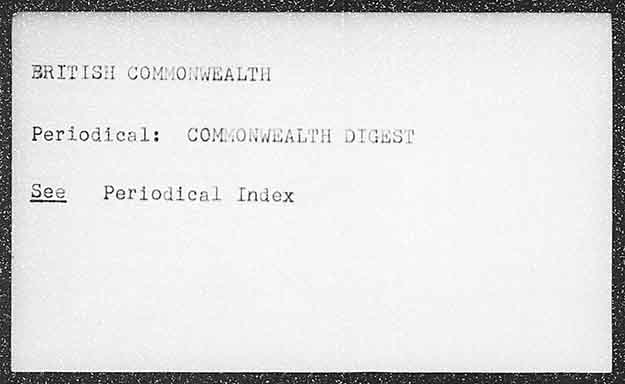 BRITISH COMMONWEALTH
Periodical: COMMONWEALTH DIGEST
See Periodical Index